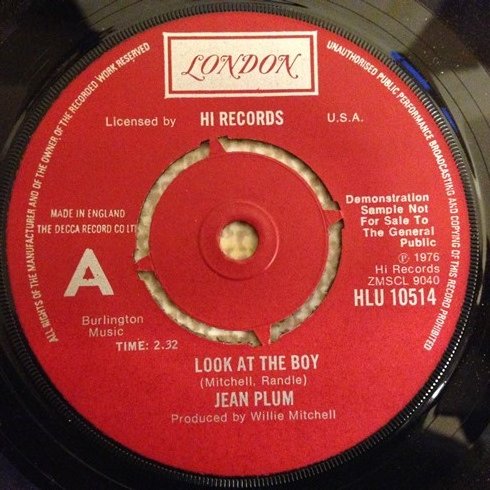 LONDON
Licensed by HI RECORDS U.S.A.
MADE IN ENGLAND
THE DECCA RECORD CO LTD
A
Burlington
Music
TIME: 2.32
Demonstration
Sample Not
For Sale To
The General
Public
℗ 1976
Hi Records
ZMSCL 9040
HLU 10514
LOOK AT THE BOY
(Mitchell, Randle)
JEAN PLUM
Produced by Willie Mitchell
ALL RIGHTS OF THE MANUFACTURER AND OF THE OWNER OF THE RECORDED WORK RESERVED
UNAUTHORISED PUBLIC PERFORMANCE BROADCASTING AND COPYING OF THIS RECORD PROHIBITED